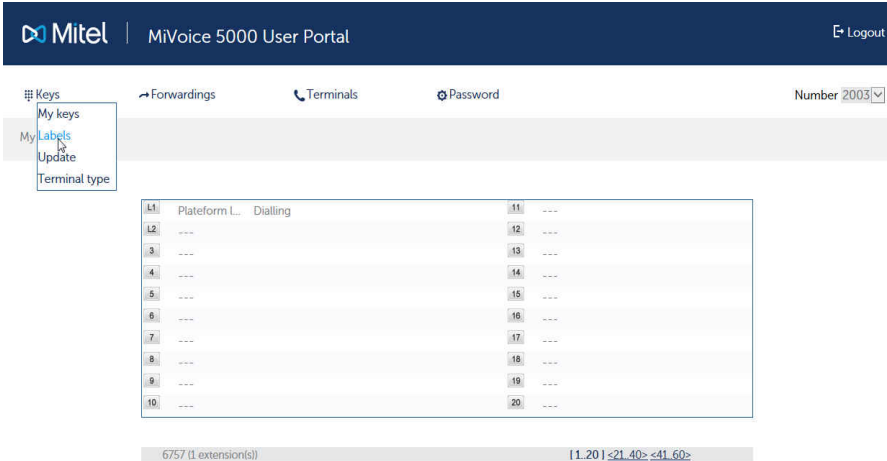 Mitel | MiVoice 5000 User Portal
Logout
Keys Forwardings Terminals Password Number 2003
My keys
My Labels
Update
Terminal type
L1 Plateform l... Dialling 11 ---
L2 --- 12 ---
3 --- 13 ---
4 --- 14 ---
5 --- 15 ---
6 --- 16 ---
7 --- 17 ---
8 --- 18 ---
9 --- 19 ---
10 --- 20 ---
6757 (1 extension(s)) [1..20] <21..40> <41..60>